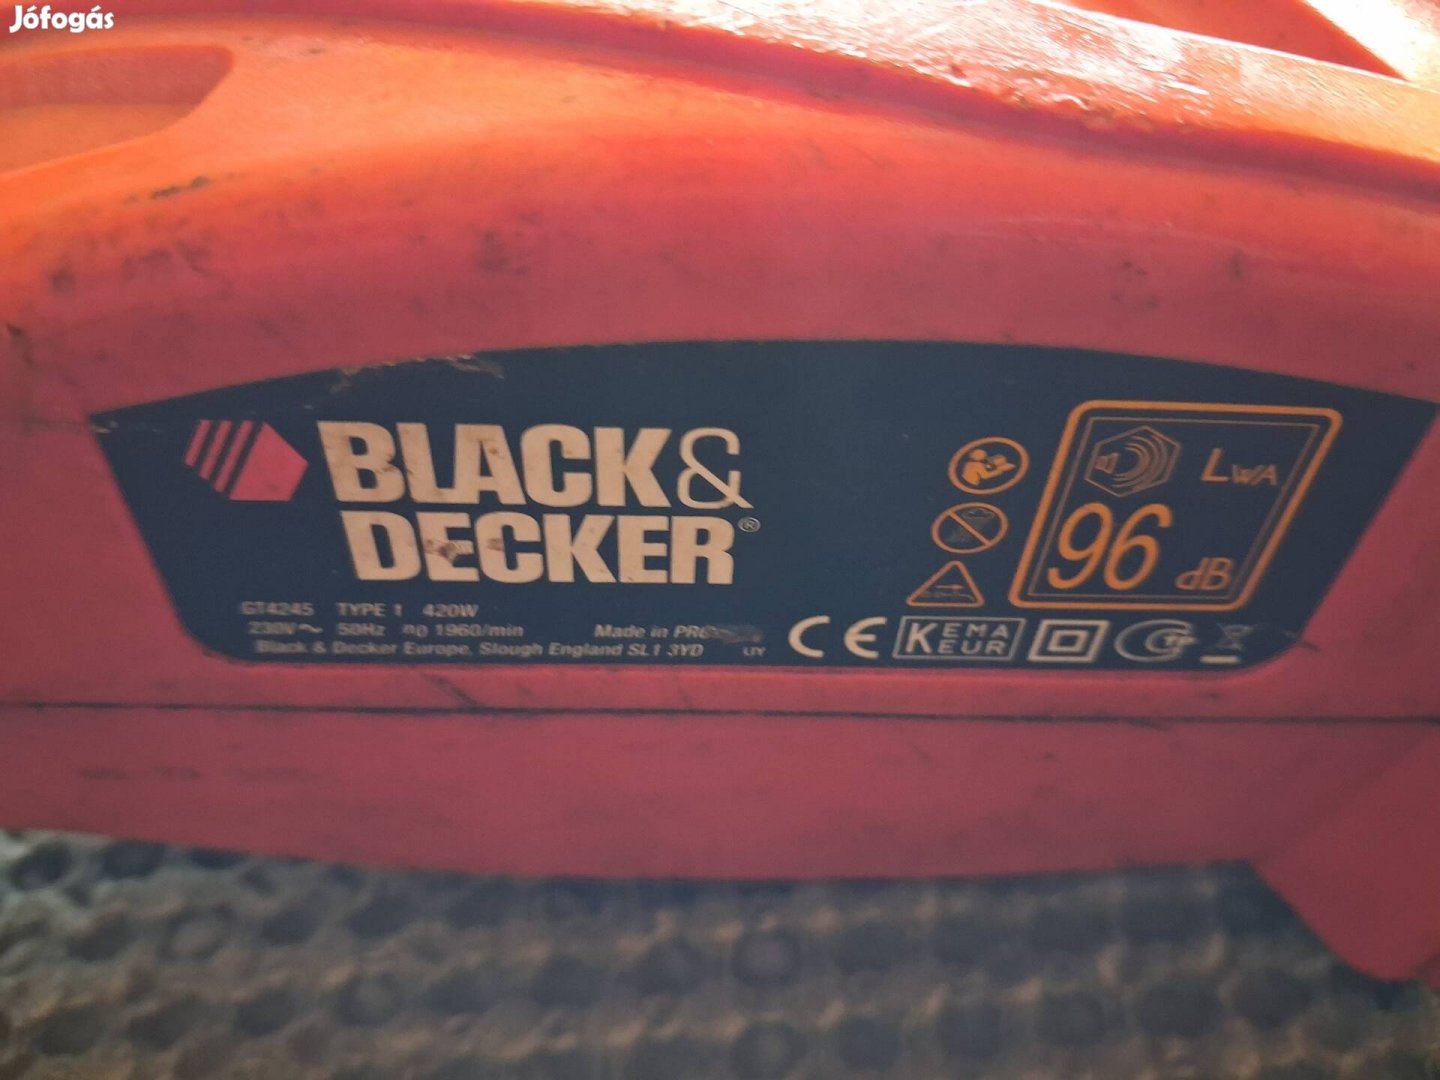 Jófogás
BLACK&
DECKER®
GT4245 TYPE 1 420W
230V~ 50Hz n0 1960/min Made in
Black & Decker Europe, Slough England SL1 3YD
LWA
96 dB
CE KEMA
KEUR